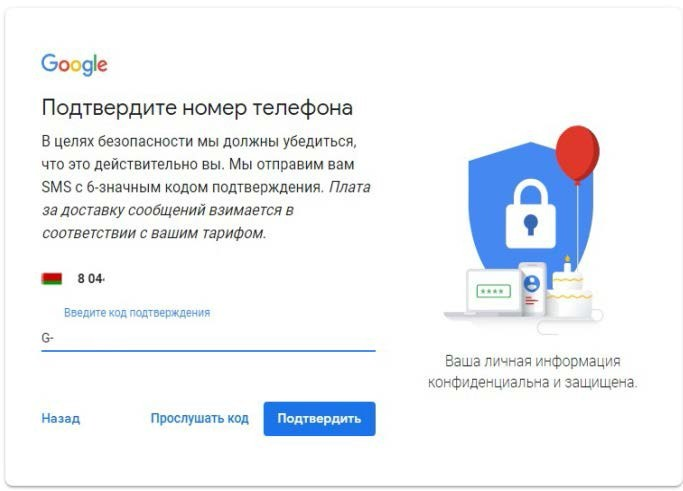 Google
Подтвердите номер телефона
В целях безопасности мы должны убедиться,
что это действительно вы. Мы отправим вам
SMS с 6-значным кодом подтверждения. Плата
за доставку сообщений взимается в
соответствии с вашим тарифом.
8 04
Введите код подтверждения
G-
Назад
Прослушать код
Подтвердить
****
Ваша личная информация
конфиденциальна и защищена.